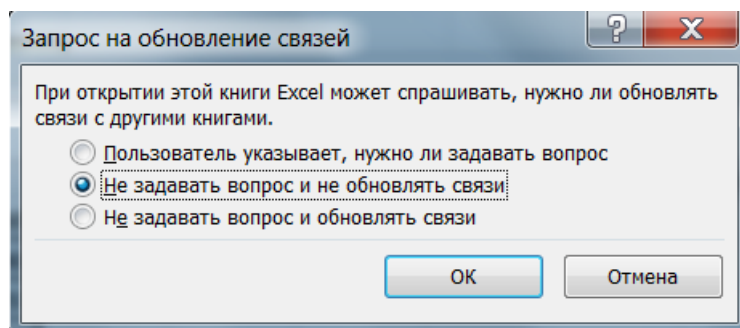 Запрос на обновление связей
При открытии этой книги Excel может спрашивать, нужно ли обновлять
связи с другими книгами.
Пользователь указывает, нужно ли задавать вопрос
Не задавать вопрос и не обновлять связи
Не задавать вопрос и обновлять связи
ОК
Отмена